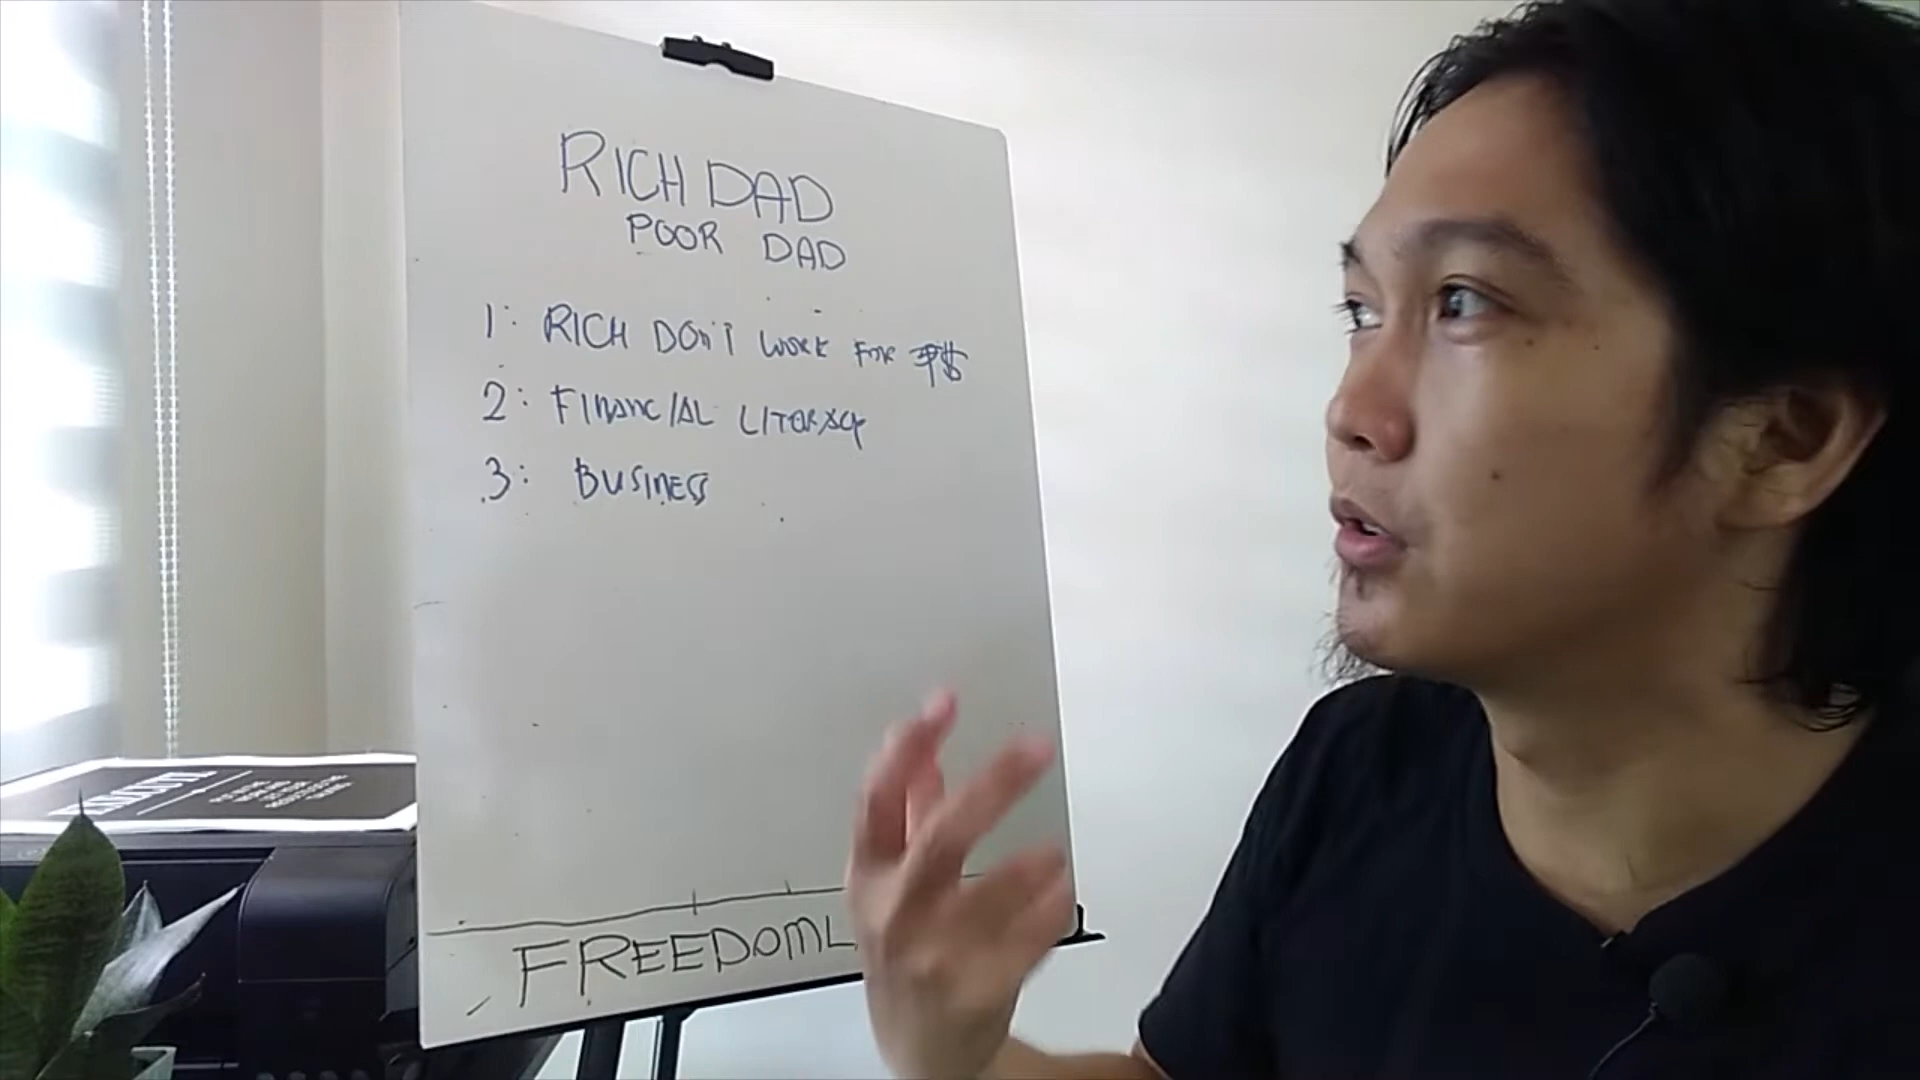 RICH DAD
POOR DAD
1: RICH DON'T WORK FOR ₱$
2: FINANCIAL LITERACY
3: BUSINESS
FREEDOML